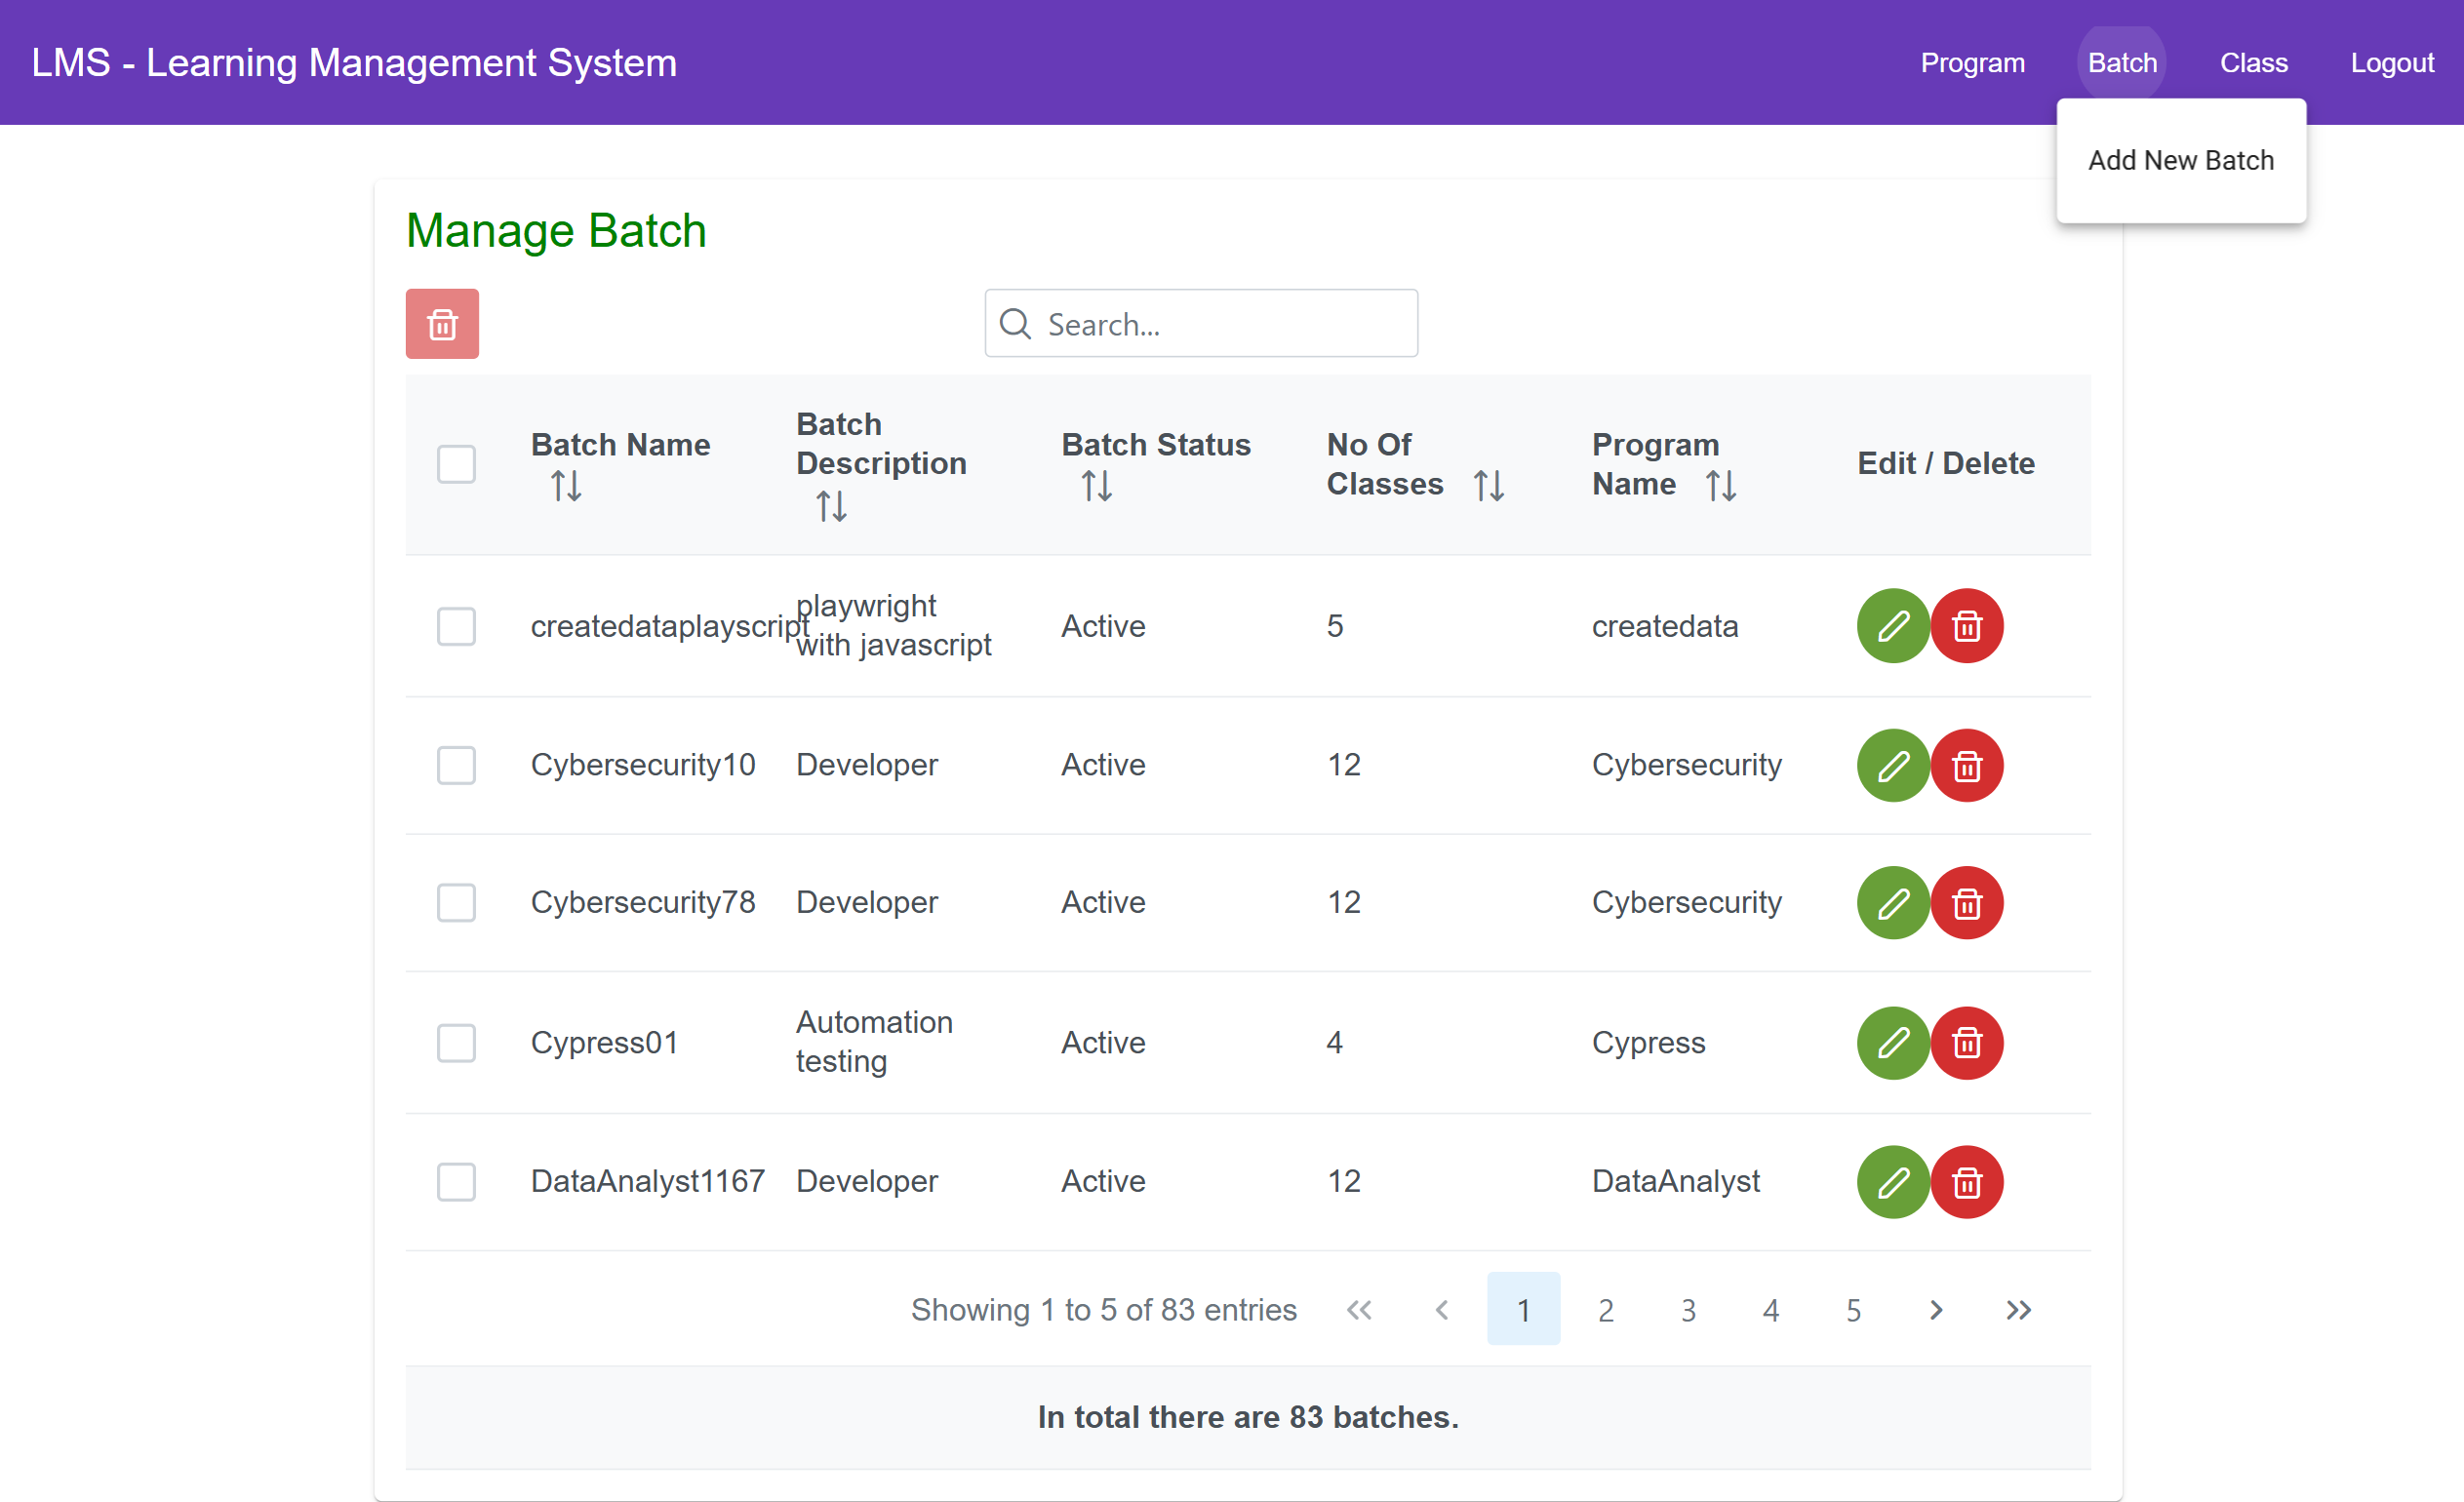 LMS - Learning Management System
Program
Batch
Class
Logout
Add New Batch
Manage Batch
Search...
Batch Name
Batch
Description
Batch Status
No Of
Classes
Program
Name
Edit / Delete
createdataplayscript
playwright
with javascript
Active
5
createdata
Cybersecurity10
Developer
Active
12
Cybersecurity
Cybersecurity78
Developer
Active
12
Cybersecurity
Cypress01
Automation
testing
Active
4
Cypress
DataAnalyst1167
Developer
Active
12
DataAnalyst
Showing 1 to 5 of 83 entries
1
2
3
4
5
In total there are 83 batches.